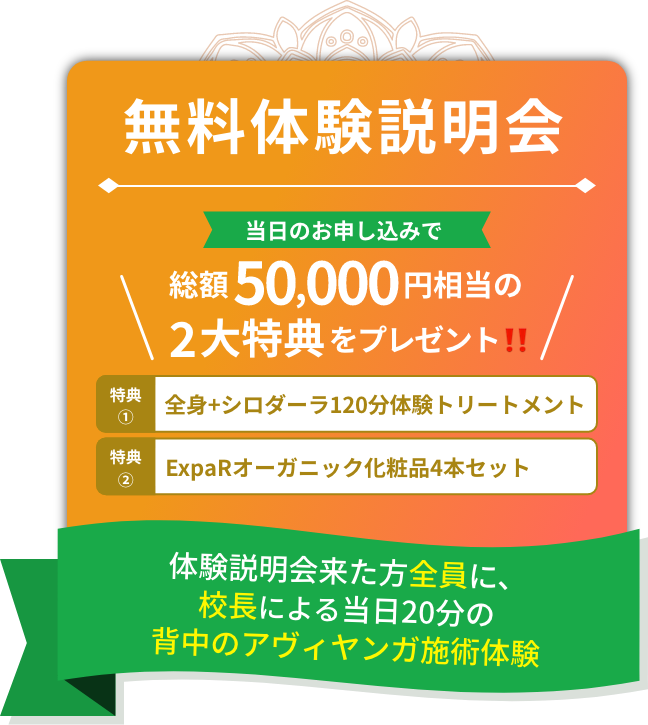 無料体験説明会
当日のお申し込みで
総額50,000円相当の
2大特典をプレゼント‼
特典
①
全身+シロダーラ120分体験トリートメント
特典
②
ExpaRオーガニック化粧品4本セット
体験説明会来た方全員に、
校長による当日20分の
背中のアヴィヤンガ施術体験